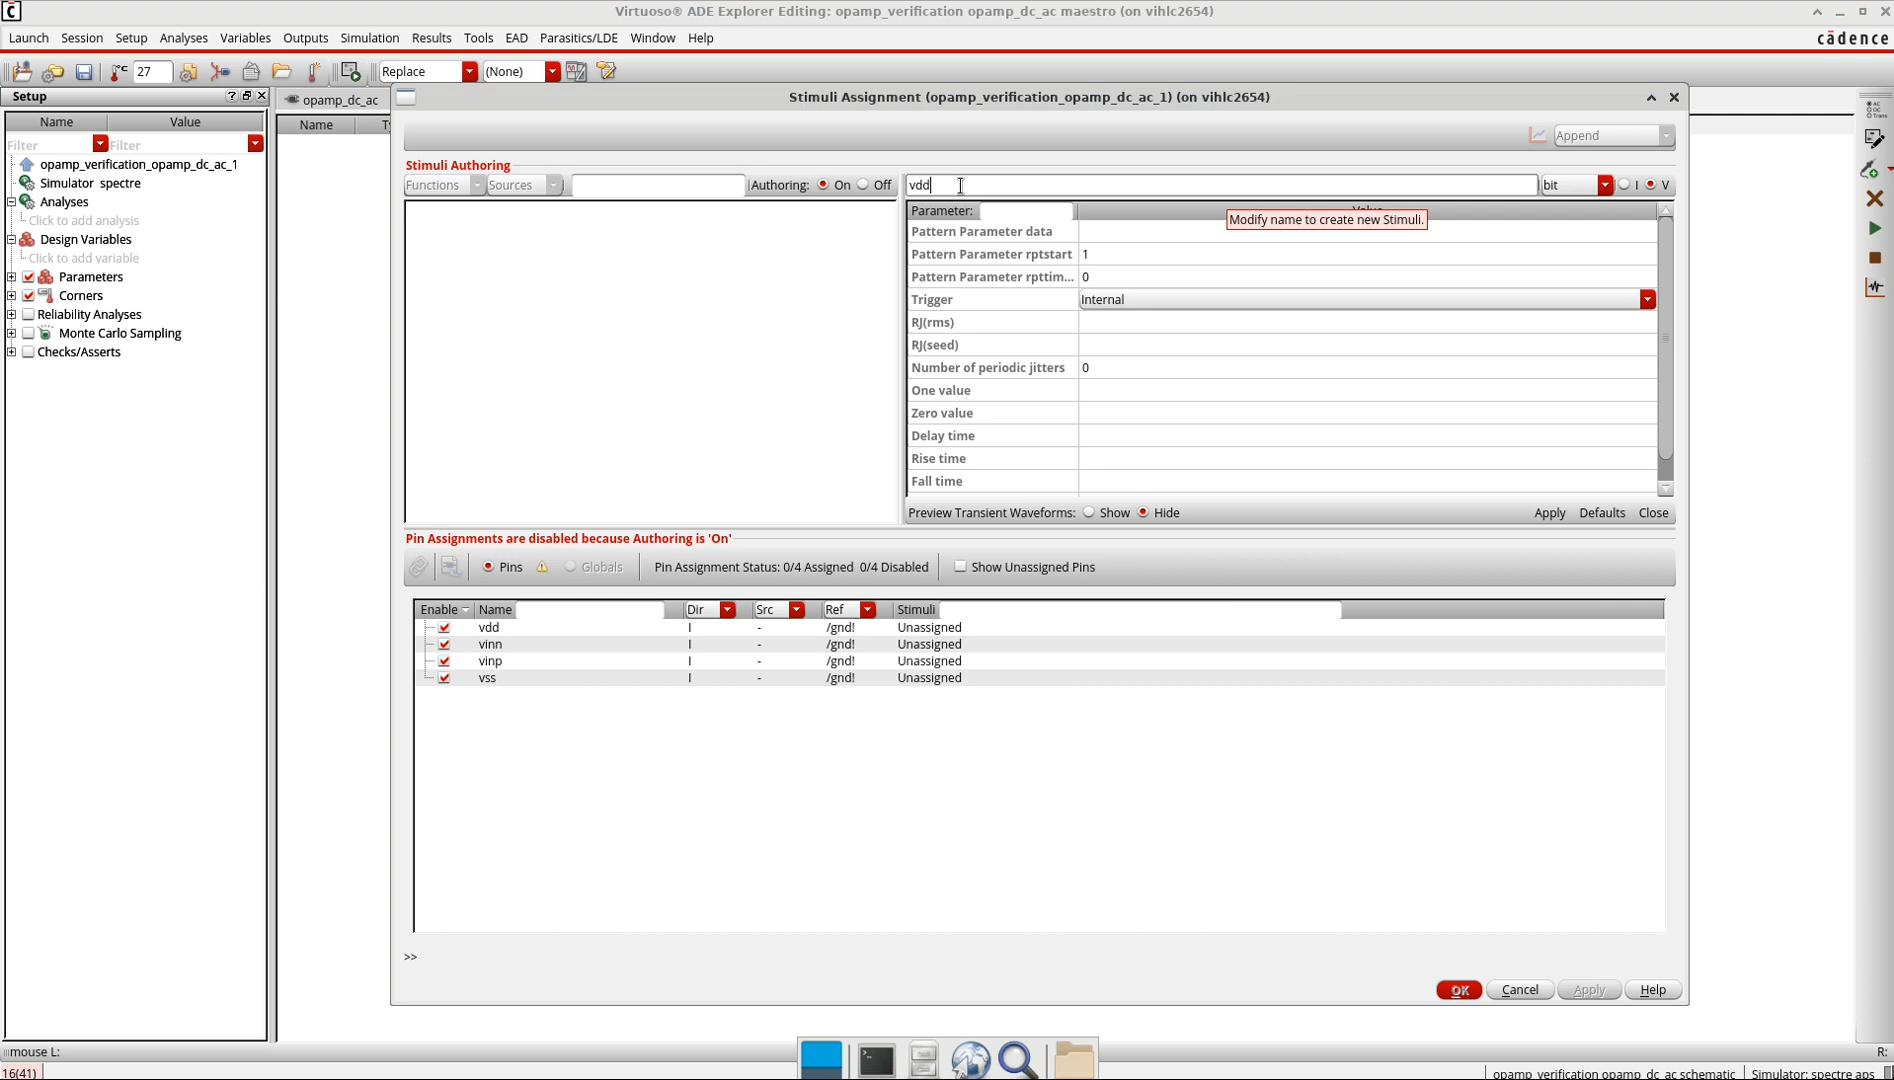 Virtuoso® ADE Explorer Editing: opamp_verification opamp_dc_ac maestro (on vihlc2654)
Launch Session Setup Analyses Variables Outputs Simulation Results Tools EAD Parasitics/LDE Window Help
cādence
27 Replace (None)
Setup
opamp_dc_ac
Name Value
Filter Filter
opamp_verification_opamp_dc_ac_1
Simulator spectre
Analyses
Click to add analysis
Design Variables
Click to add variable
Parameters
Corners
Reliability Analyses
Monte Carlo Sampling
Checks/Asserts
Name
Stimuli Assignment (opamp_verification_opamp_dc_ac_1) (on vihlc2654)
Append
Stimuli Authoring
Functions Sources Authoring: On Off
vdd bit I V
Parameter:
Modify name to create new Stimuli.
Pattern Parameter data
Pattern Parameter rptstart 1
Pattern Parameter rpttim... 0
Trigger Internal
RJ(rms)
RJ(seed)
Number of periodic jitters 0
One value
Zero value
Delay time
Rise time
Fall time
Preview Transient Waveforms: Show Hide Apply Defaults Close
Pin Assignments are disabled because Authoring is 'On'
Pins Globals Pin Assignment Status: 0/4 Assigned 0/4 Disabled Show Unassigned Pins
Enable Name Dir Src Ref Stimuli
vdd I - /gnd! Unassigned
vinn I - /gnd! Unassigned
vinp I - /gnd! Unassigned
vss I - /gnd! Unassigned
>>
OK Cancel Apply Help
mouse L: R:
16(41) opamp_verification opamp_dc_ac schematic Simulator: spectre aps